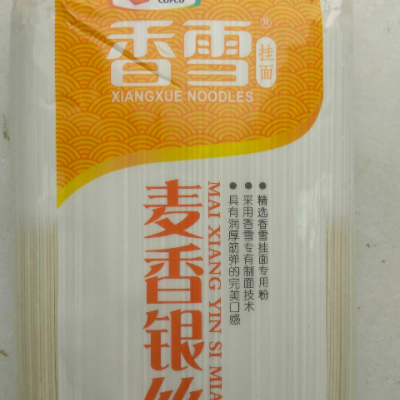 COFCO
香雪®
挂面
XIANGXUE NOODLES
精选香雪挂面专用粉
采用香雪专有制面技术
具有润厚筋弹的完美口感
MAI XIANG YIN SI MIA
麦香银丝